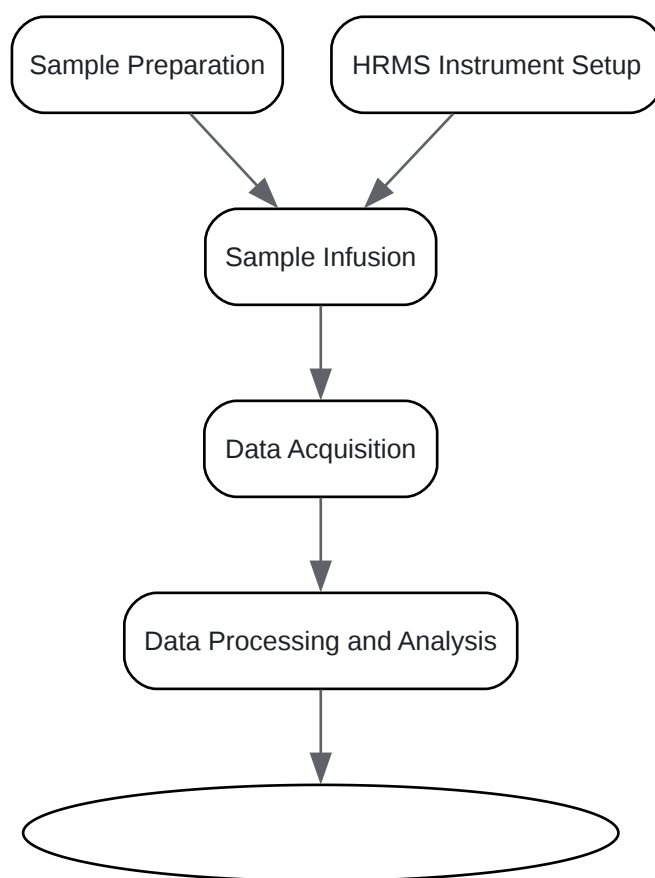 Sample Preparation
HRMS Instrument Setup
Sample Infusion
Data Acquisition
Data Processing and Analysis